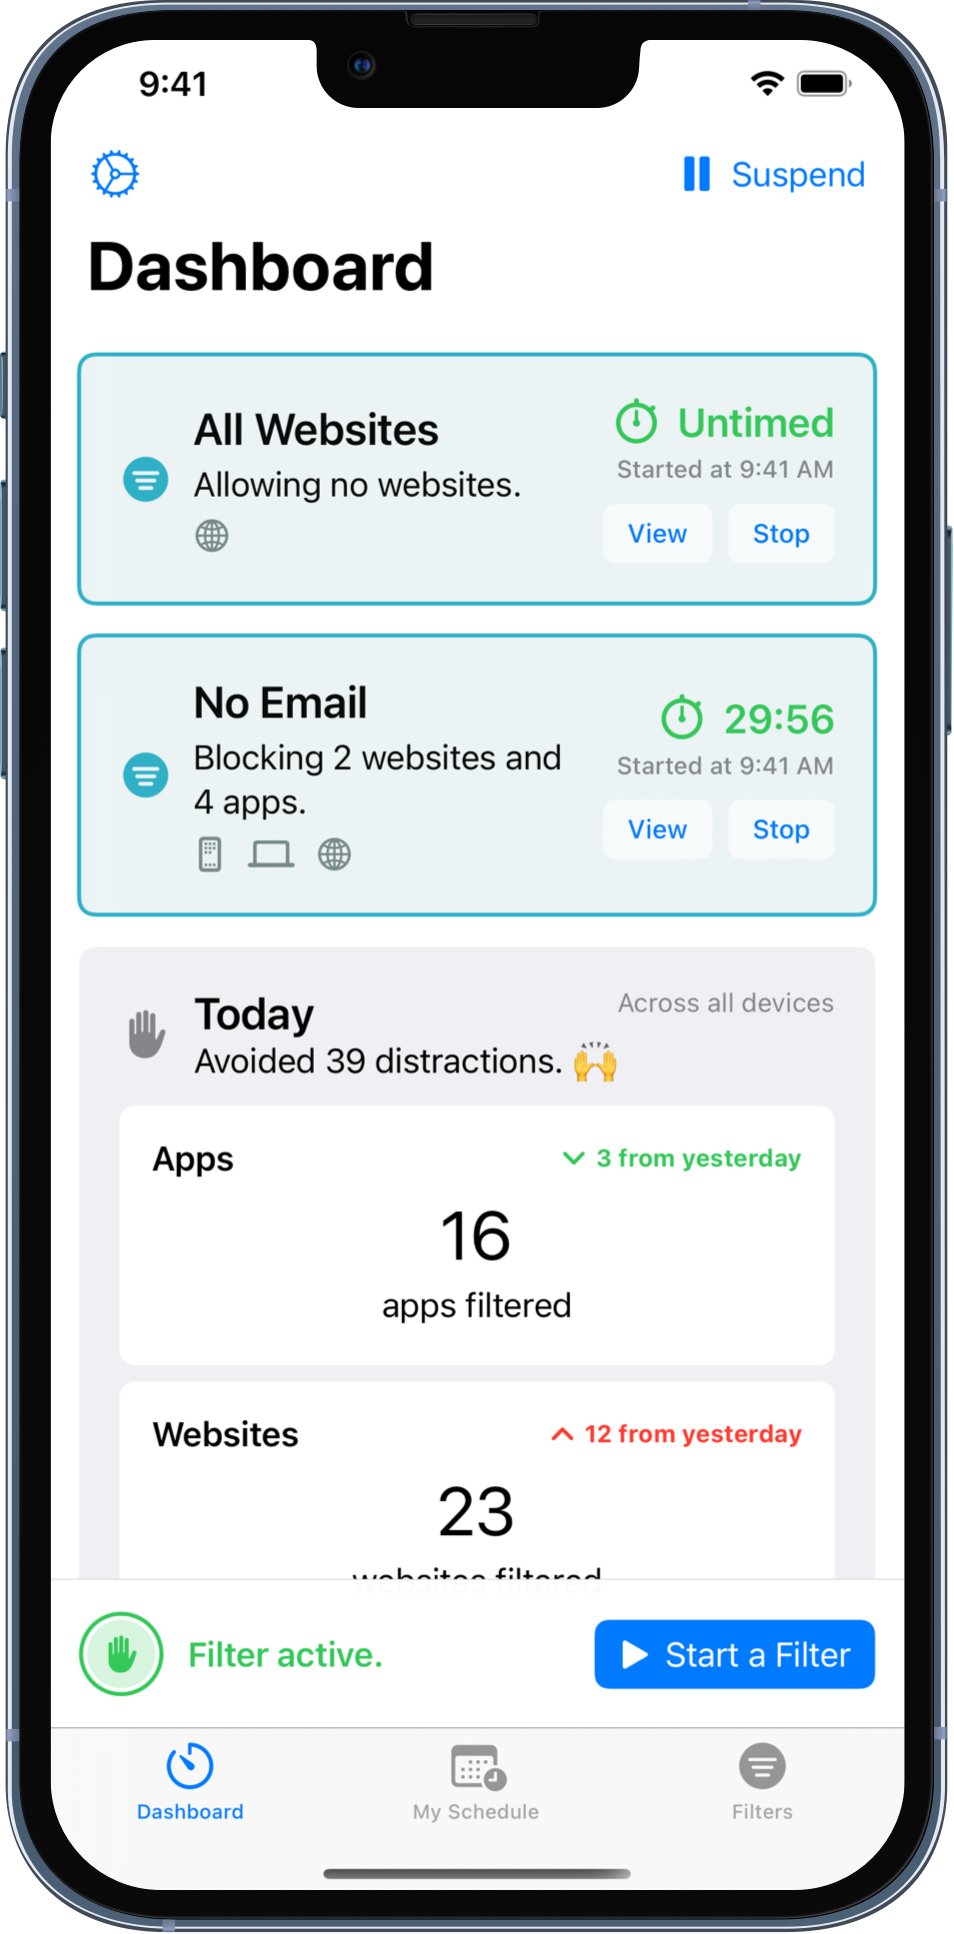 9:41
Suspend
Dashboard
All Websites
Allowing no websites.
Untimed
Started at 9:41 AM
View
Stop
No Email
Blocking 2 websites and
4 apps.
29:56
Started at 9:41 AM
View
Stop
Today
Across all devices
Avoided 39 distractions. 🙌
Apps
3 from yesterday
16
apps filtered
Websites
12 from yesterday
23
websites filtered
Filter active.
Start a Filter
Dashboard
My Schedule
Filters